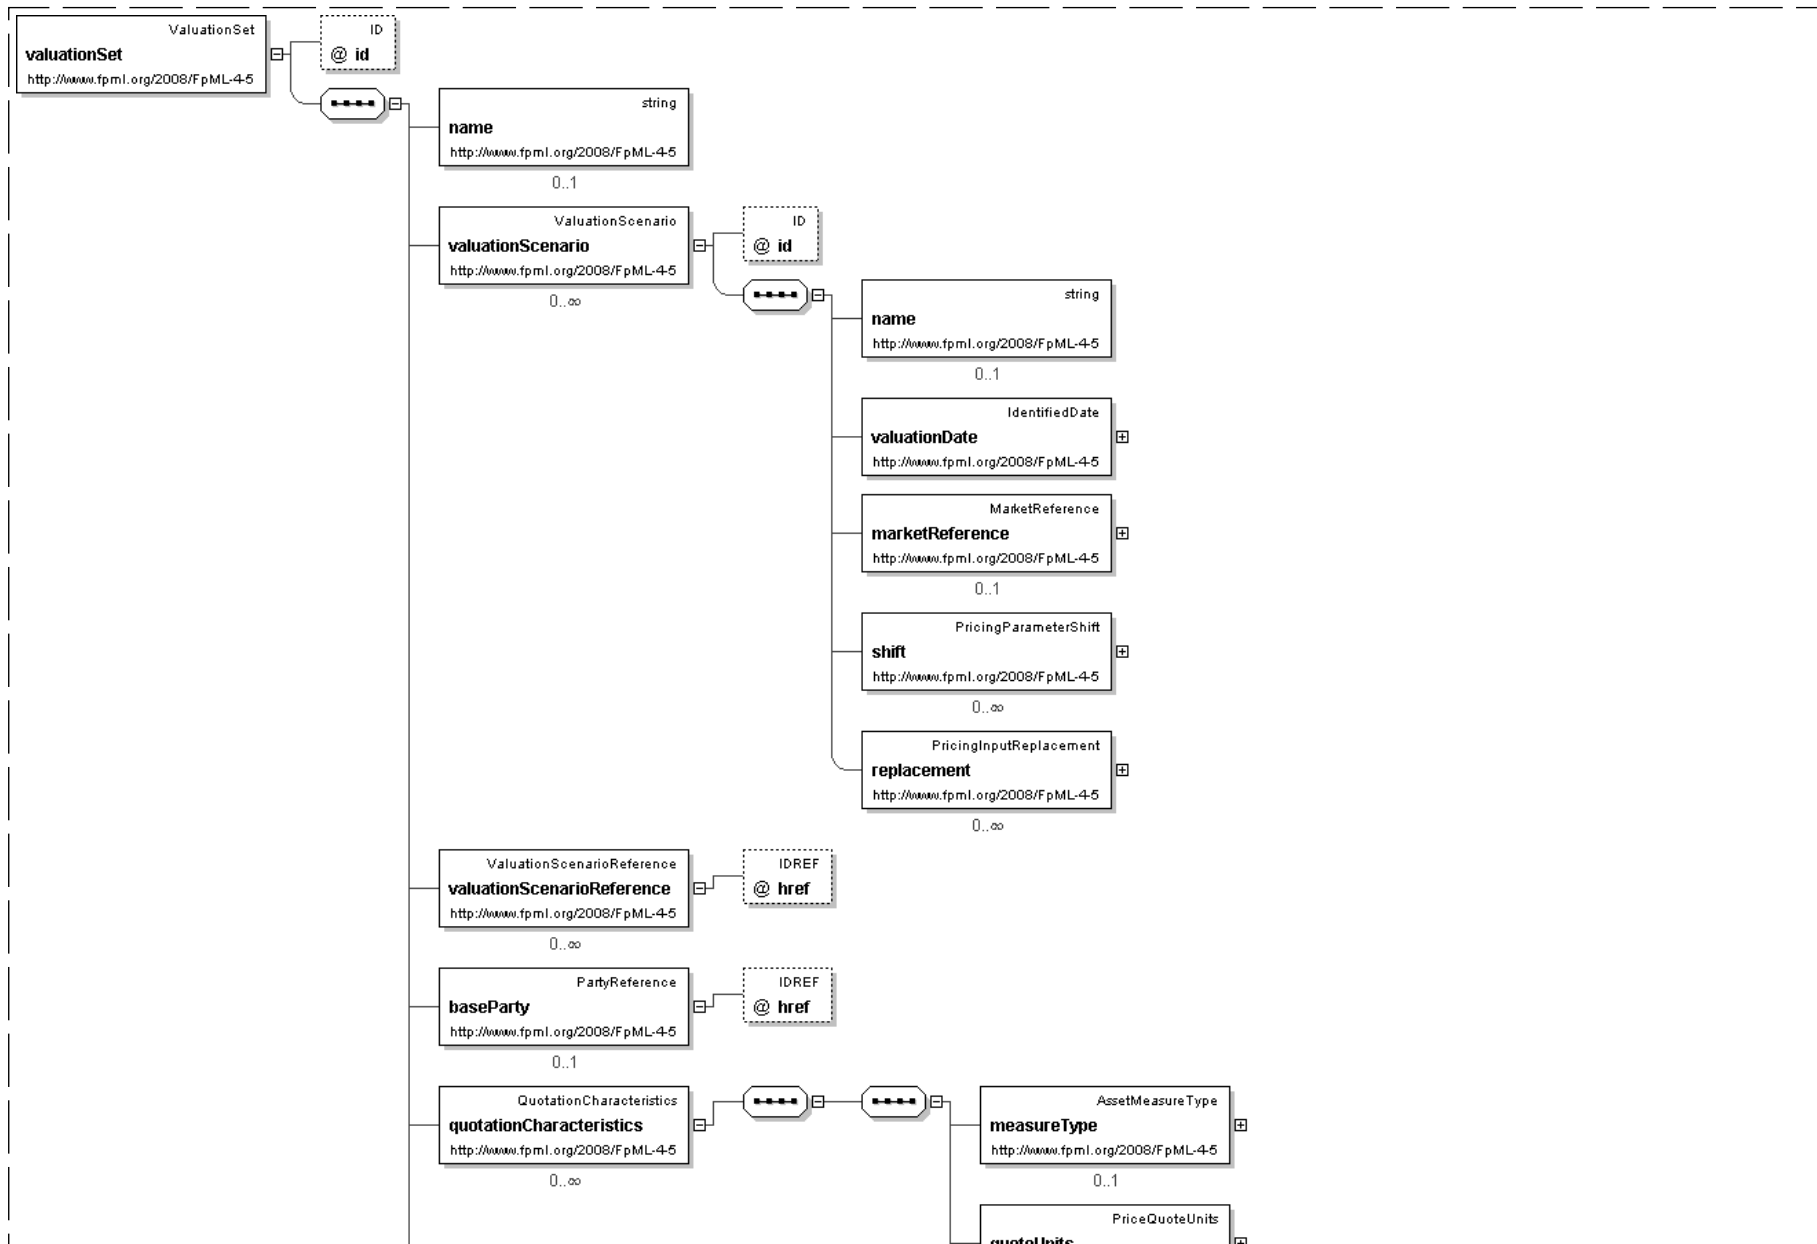 ValuationSet
valuationSet
http://www.fpml.org/2008/FpML-4-5
ID
@ id
string
name
http://www.fpml.org/2008/FpML-4-5
0..1
ValuationScenario
valuationScenario
http://www.fpml.org/2008/FpML-4-5
0..∞
ID
@ id
string
name
http://www.fpml.org/2008/FpML-4-5
0..1
IdentifiedDate
valuationDate
http://www.fpml.org/2008/FpML-4-5
MarketReference
marketReference
http://www.fpml.org/2008/FpML-4-5
0..1
PricingParameterShift
shift
http://www.fpml.org/2008/FpML-4-5
0..∞
PricingInputReplacement
replacement
http://www.fpml.org/2008/FpML-4-5
0..∞
ValuationScenarioReference
valuationScenarioReference
http://www.fpml.org/2008/FpML-4-5
0..∞
IDREF
@ href
PartyReference
baseParty
http://www.fpml.org/2008/FpML-4-5
0..1
IDREF
@ href
QuotationCharacteristics
quotationCharacteristics
http://www.fpml.org/2008/FpML-4-5
0..∞
AssetMeasureType
measureType
http://www.fpml.org/2008/FpML-4-5
0..1
PriceQuoteUnits
quoteUnits